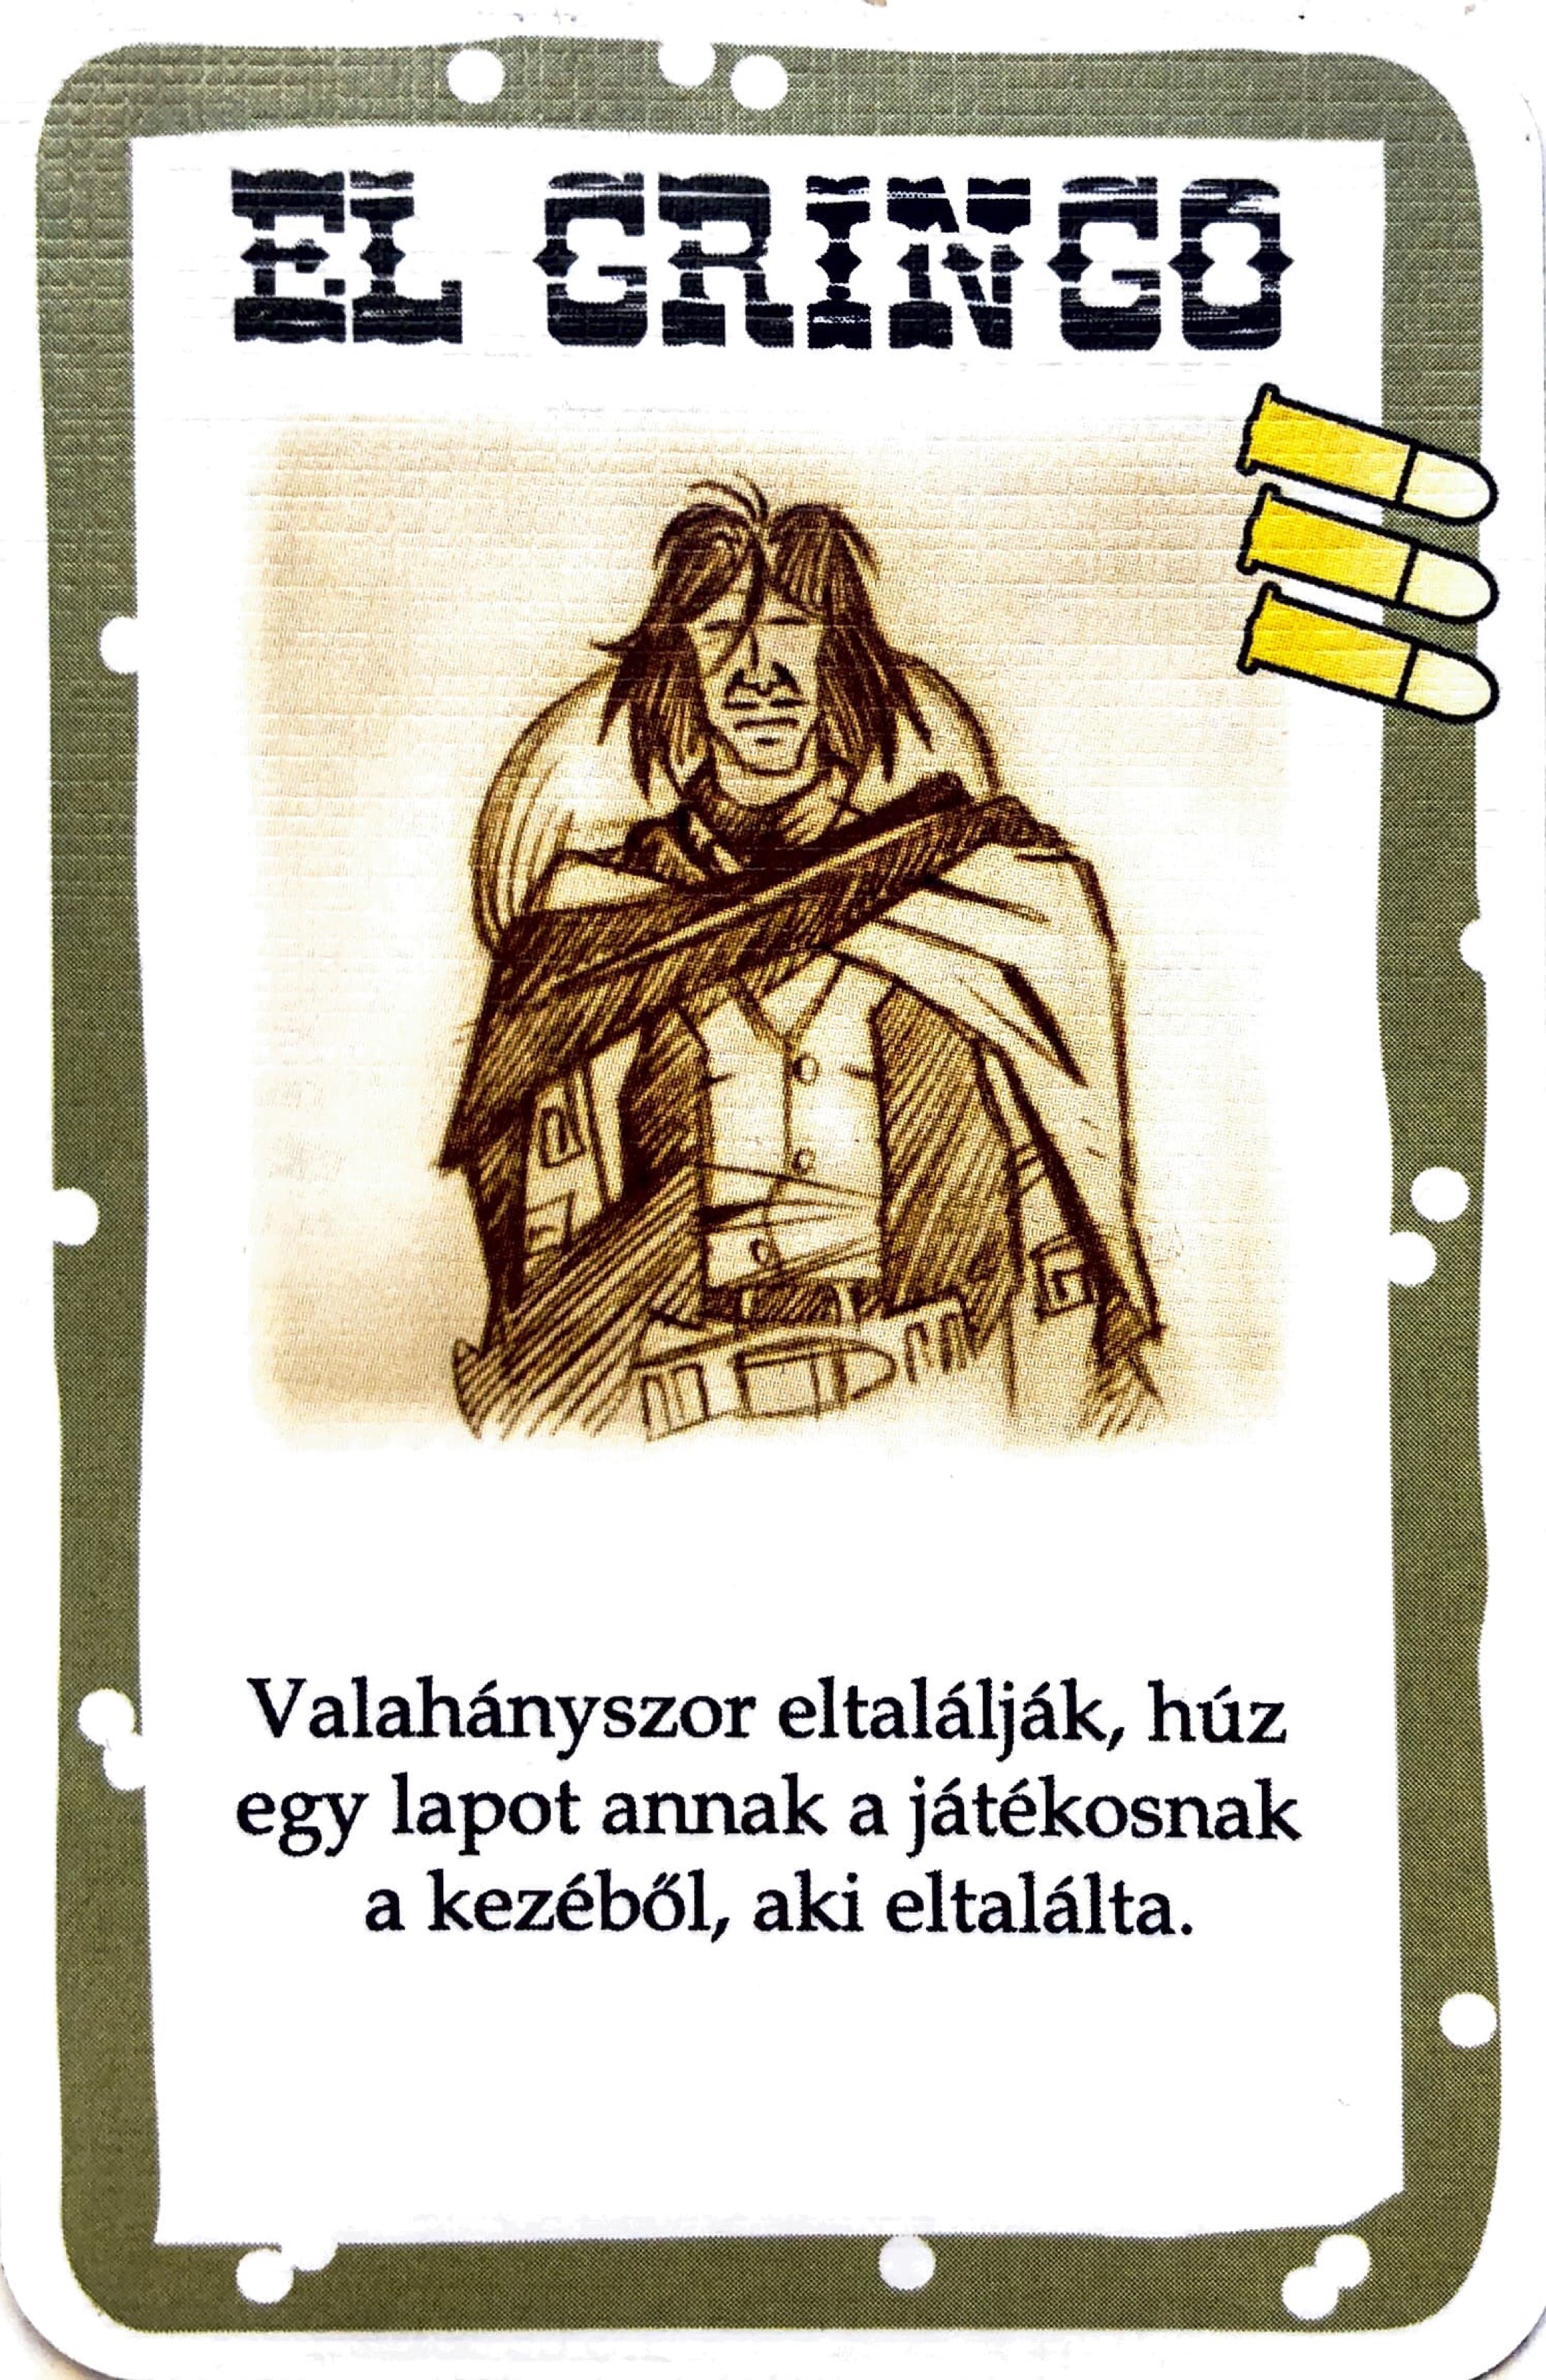 EL GRINGO
Valahányszor eltalálják, húz
egy lapot annak a játékosnak
a kezéből, aki eltalálta.